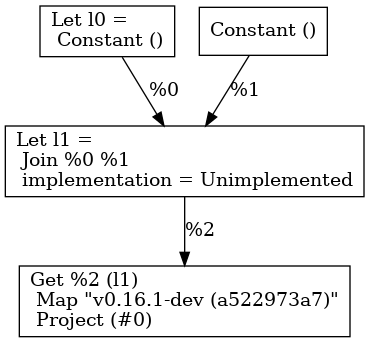 Let l0 =
Constant ()
Constant ()
%0
%1
Let l1 =
Join %0 %1
implementation = Unimplemented
%2
Get %2 (l1)
Map "v0.16.1-dev (a522973a7)"
Project (#0)